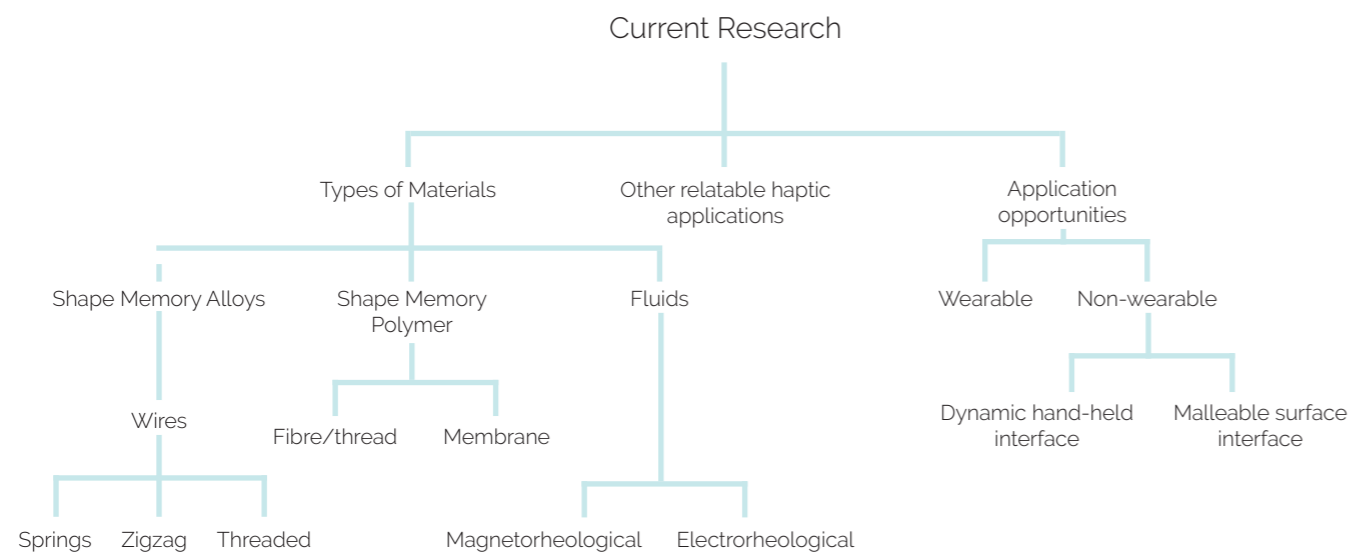 Current Research
Types of Materials
Other relatable haptic
applications
Application
opportunities
Shape Memory Alloys
Shape Memory
Polymer
Fluids
Wearable
Non-wearable
Wires
Fibre/thread
Membrane
Dynamic hand-held
interface
Malleable surface
interface
Springs
Zigzag
Threaded
Magnetorheological
Electrorheological